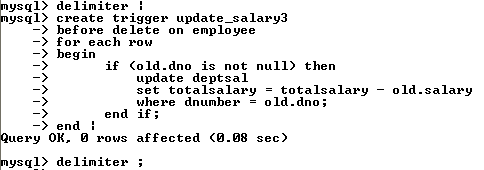 mysql> delimiter |
mysql> create trigger update_salary3
    -> before delete on employee
    -> for each row
    -> begin
    ->       if (old.dno is not null) then
    ->           update deptsal
    ->           set totalsalary = totalsalary - old.salary
    ->           where dnumber = old.dno;
    ->       end if;
    -> end |
Query OK, 0 rows affected (0.08 sec)
mysql> delimiter ;